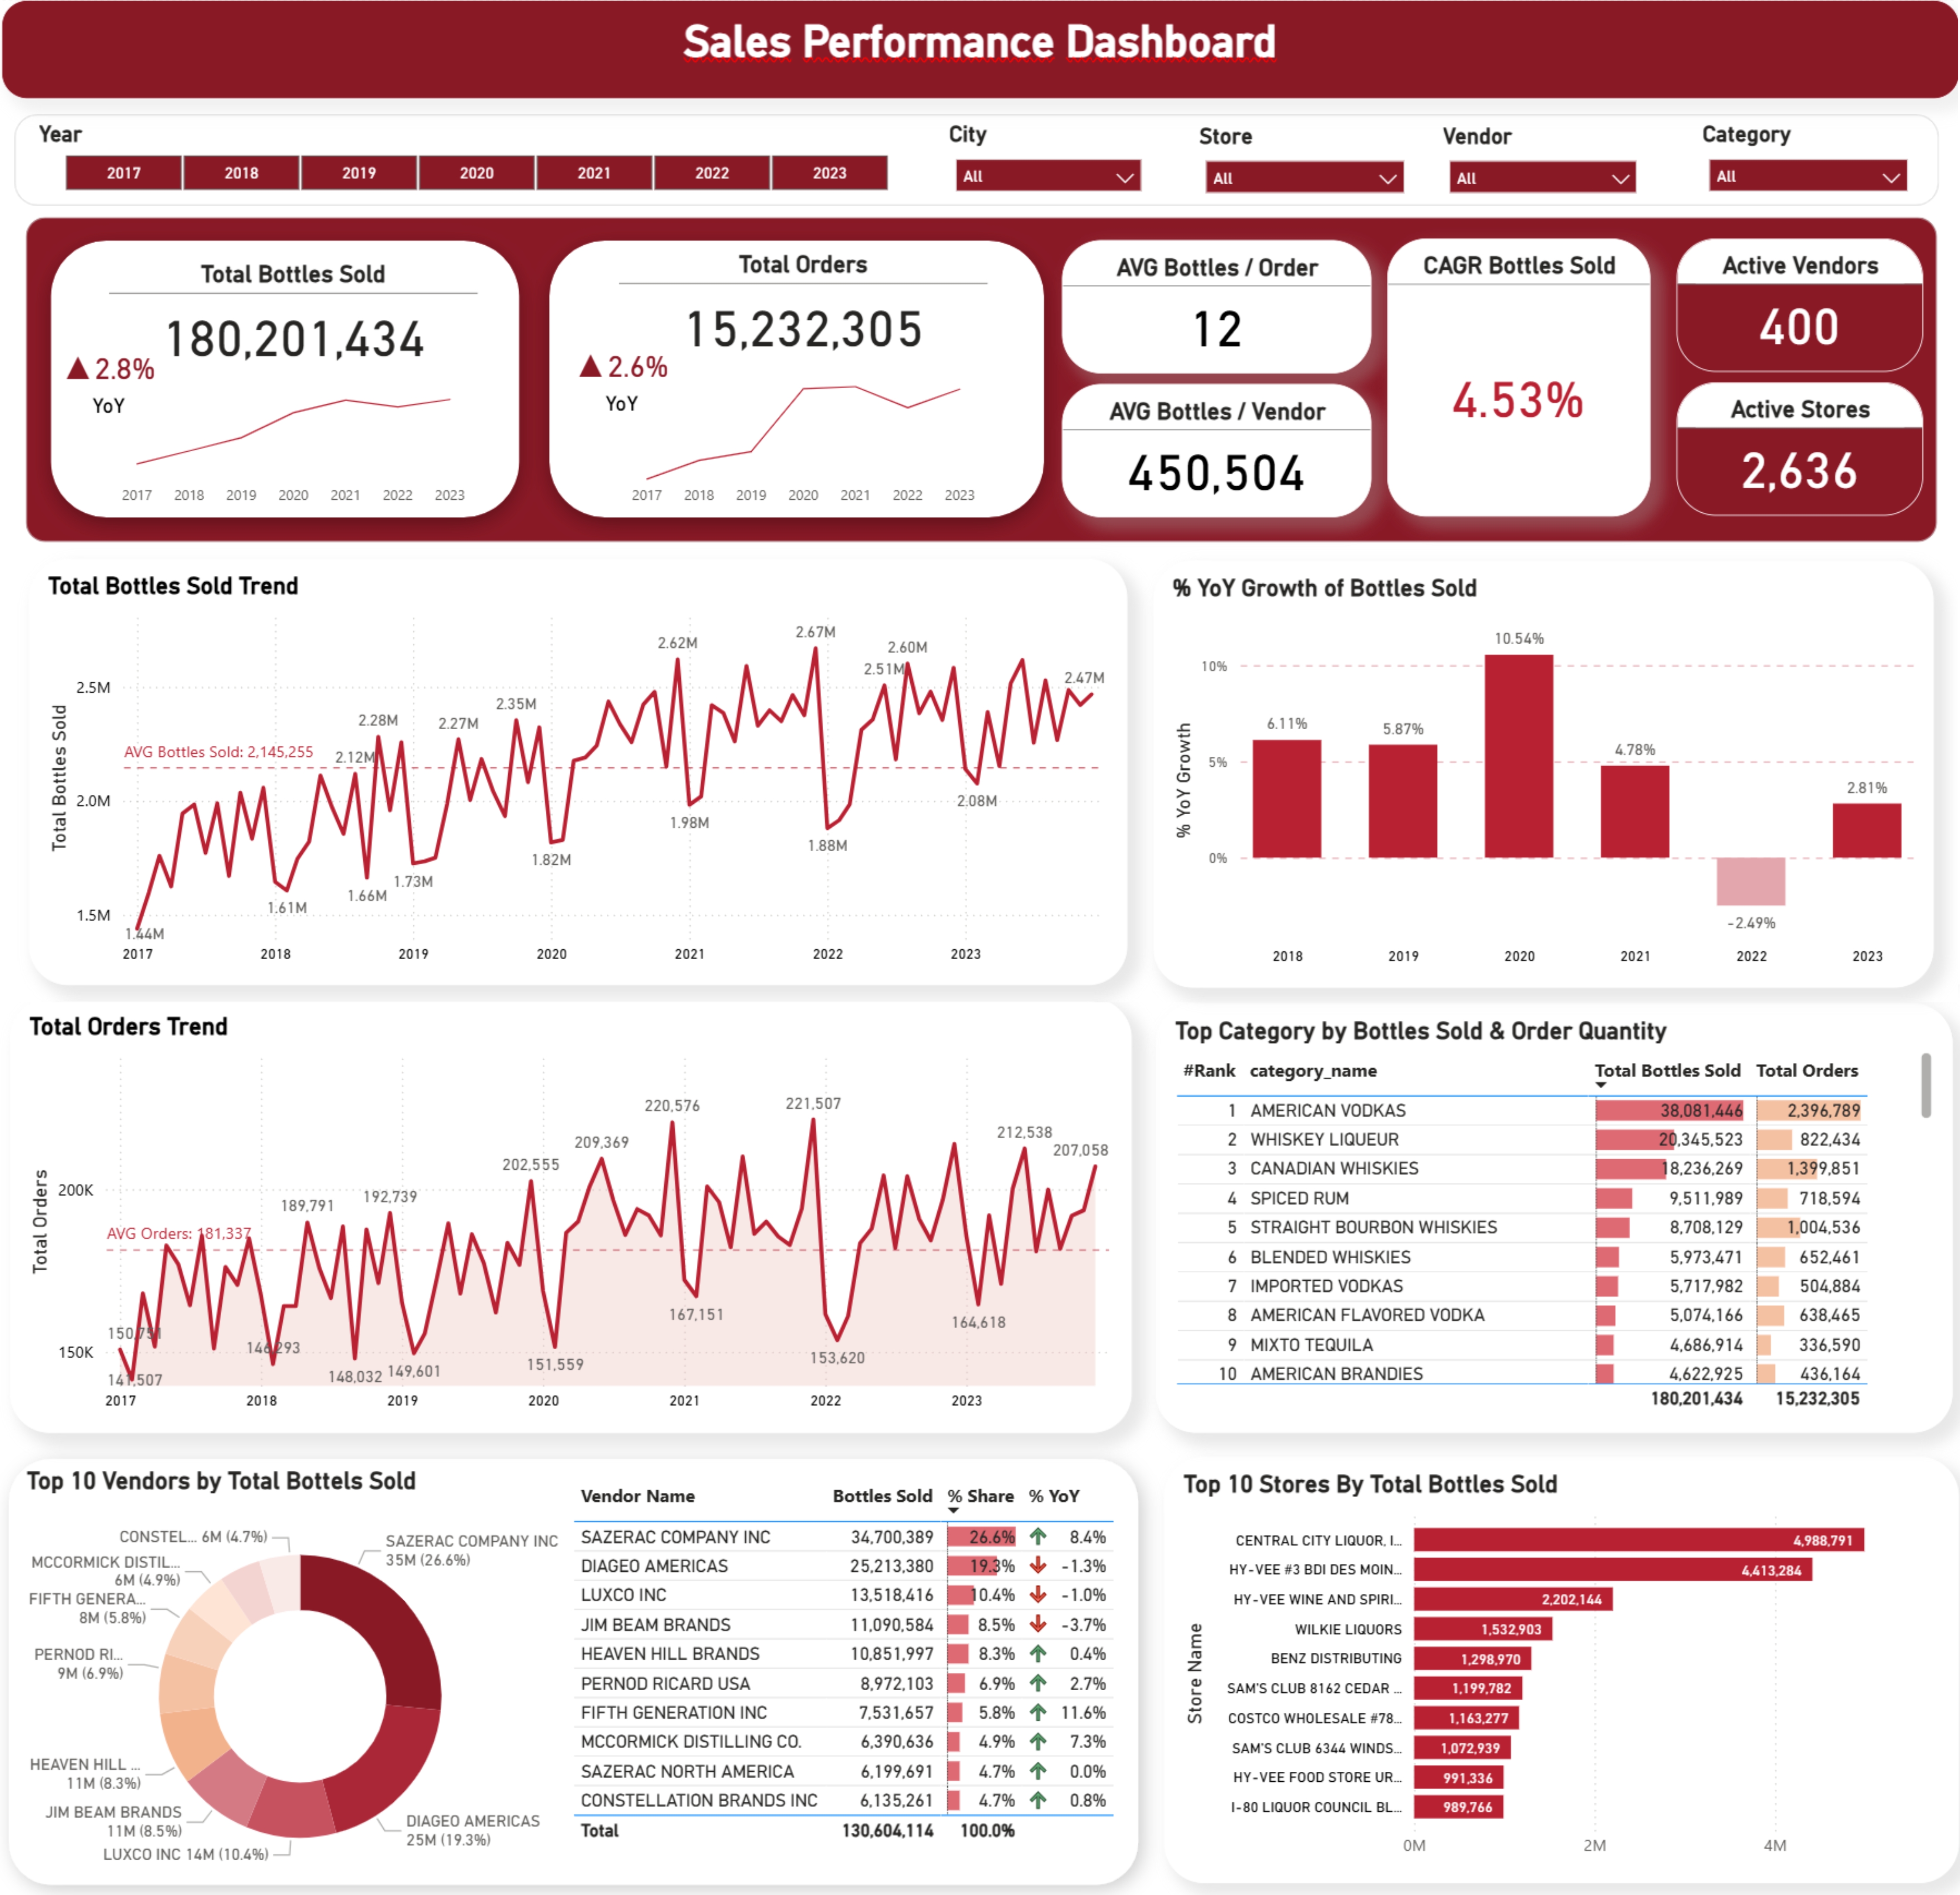 Sales Performance Dashboard
Year
City
Store
Vendor
Category
2017 2018 2019 2020 2021 2022 2023
All
All
All
All
Total Bottles Sold
180,201,434
▲ 2.8%
YoY
2017 2018 2019 2020 2021 2022 2023
Total Orders
15,232,305
▲ 2.6%
YoY
2017 2018 2019 2020 2021 2022 2023
AVG Bottles / Order
12
AVG Bottles / Vendor
450,504
CAGR Bottles Sold
4.53%
Active Vendors
400
Active Stores
2,636
Total Bottles Sold Trend
Total Bottles Sold
2.5M
2.0M
1.5M
AVG Bottles Sold: 2,145,255
1.44M
1.61M
2.12M
1.66M
2.28M
1.73M
2.27M
2.35M
1.82M
2.62M
1.98M
2.67M
1.88M
2.51M
2.60M
2.08M
2.47M
2017 2018 2019 2020 2021 2022 2023
% YoY Growth of Bottles Sold
% YoY Growth
10%
5%
0%
6.11%
5.87%
10.54%
4.78%
-2.49%
2.81%
2018 2019 2020 2021 2022 2023
Total Orders Trend
Total Orders
200K
150K
AVG Orders: 181,337
150,751
141,507
146,293
189,791
148,032
192,739
149,601
202,555
151,559
209,369
220,576
167,151
221,507
153,620
164,618
212,538
207,058
2017 2018 2019 2020 2021 2022 2023
Top Category by Bottles Sold & Order Quantity
#Rank category_name Total Bottles Sold Total Orders
1 AMERICAN VODKAS 38,081,446 2,396,789
2 WHISKEY LIQUEUR 20,345,523 822,434
3 CANADIAN WHISKIES 18,236,269 1,399,851
4 SPICED RUM 9,511,989 718,594
5 STRAIGHT BOURBON WHISKIES 8,708,129 1,004,536
6 BLENDED WHISKIES 5,973,471 652,461
7 IMPORTED VODKAS 5,717,982 504,884
8 AMERICAN FLAVORED VODKA 5,074,166 638,465
9 MIXTO TEQUILA 4,686,914 336,590
10 AMERICAN BRANDIES 4,622,925 436,164
180,201,434 15,232,305
Top 10 Vendors by Total Bottels Sold
CONSTEL... 6M (4.7%)
MCCORMICK DISTIL...
6M (4.9%)
FIFTH GENERA...
8M (5.8%)
PERNOD RI...
9M (6.9%)
HEAVEN HILL ...
11M (8.3%)
JIM BEAM BRANDS
11M (8.5%)
LUXCO INC 14M (10.4%)
SAZERAC COMPANY INC
35M (26.6%)
DIAGEO AMERICAS
25M (19.3%)
Vendor Name Bottles Sold % Share % YoY
SAZERAC COMPANY INC 34,700,389 26.6% 8.4%
DIAGEO AMERICAS 25,213,380 19.3% -1.3%
LUXCO INC 13,518,416 10.4% -1.0%
JIM BEAM BRANDS 11,090,584 8.5% -3.7%
HEAVEN HILL BRANDS 10,851,997 8.3% 0.4%
PERNOD RICARD USA 8,972,103 6.9% 2.7%
FIFTH GENERATION INC 7,531,657 5.8% 11.6%
MCCORMICK DISTILLING CO. 6,390,636 4.9% 7.3%
SAZERAC NORTH AMERICA 6,199,691 4.7% 0.0%
CONSTELLATION BRANDS INC 6,135,261 4.7% 0.8%
Total 130,604,114 100.0%
Top 10 Stores By Total Bottles Sold
Store Name
CENTRAL CITY LIQUOR, I... 4,988,791
HY-VEE #3 BDI DES MOIN... 4,413,284
HY-VEE WINE AND SPIRI... 2,202,144
WILKIE LIQUORS 1,532,903
BENZ DISTRIBUTING 1,298,970
SAM'S CLUB 8162 CEDAR ... 1,199,782
COSTCO WHOLESALE #78... 1,163,277
SAM'S CLUB 6344 WINDS... 1,072,939
HY-VEE FOOD STORE UR... 991,336
I-80 LIQUOR COUNCIL BL... 989,766
0M 2M 4M